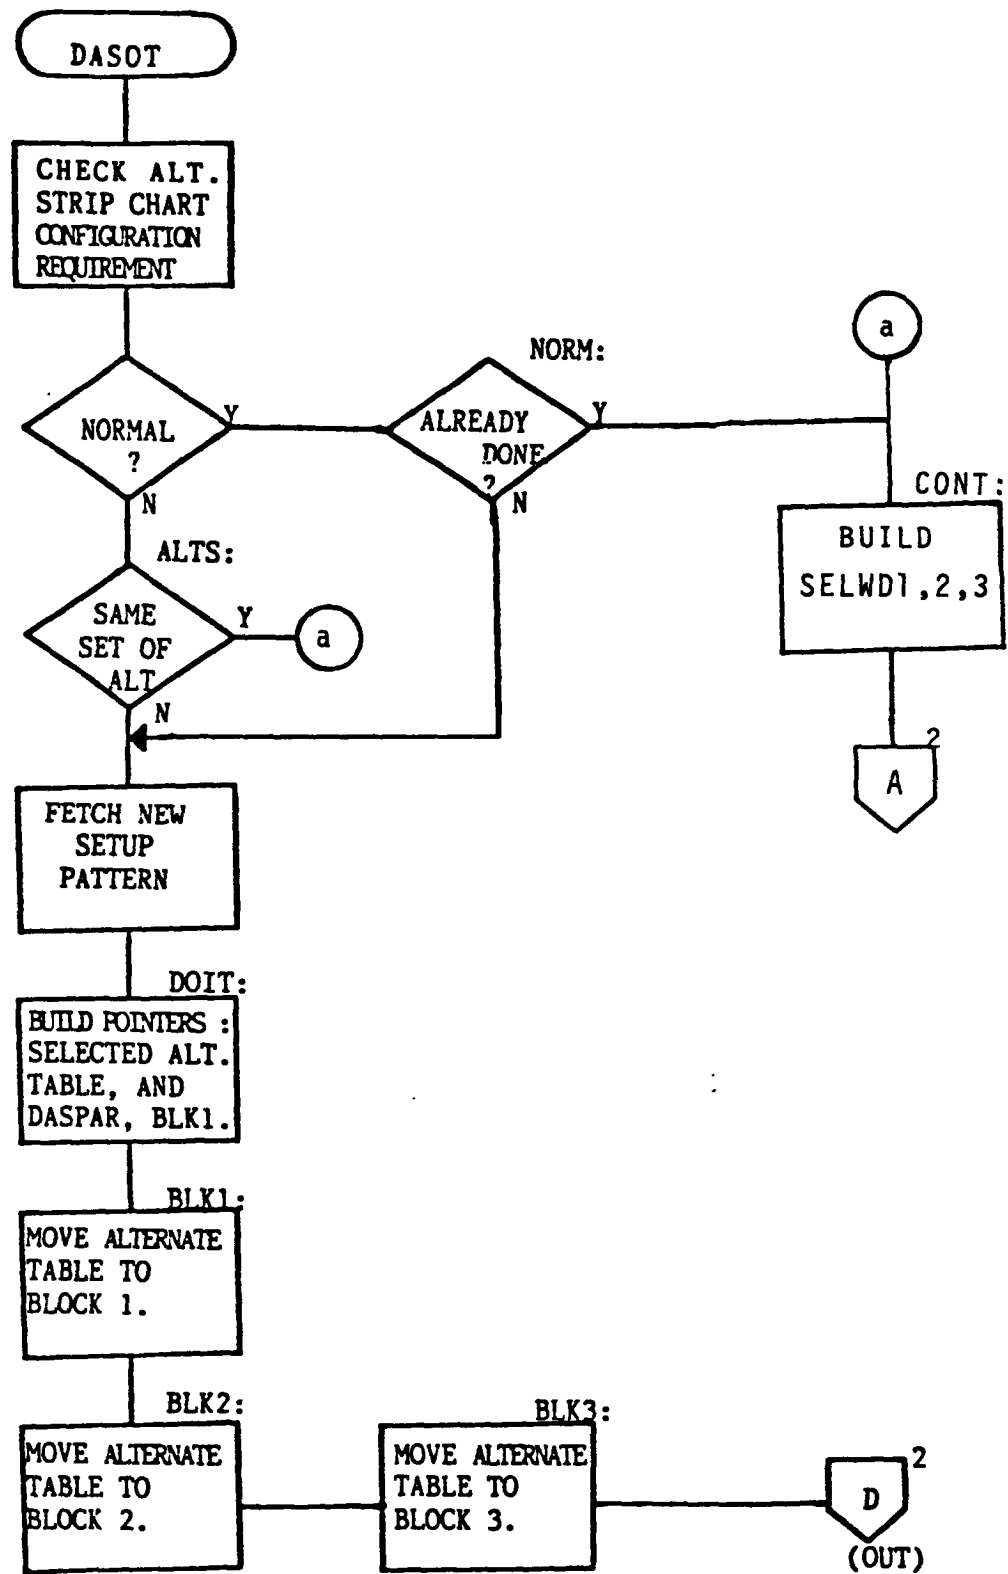 DASOT
CHECK ALT.
STRIP CHART
CONFIGURATION
REQUIREMENT
NORMAL
?
Y
N
NORM:
ALREADY
DONE
?
Y
N
a
CONT:
BUILD
SELWD1,2,3
2
A
ALTS:
SAME
SET OF
ALT
Y
N
a
FETCH NEW
SETUP
PATTERN
DOIT:
BUILD POINTERS :
SELECTED ALT.
TABLE, AND
DASPAR, BLK1.
BLK1:
MOVE ALTERNATE
TABLE TO
BLOCK 1.
BLK2:
MOVE ALTERNATE
TABLE TO
BLOCK 2.
BLK3:
MOVE ALTERNATE
TABLE TO
BLOCK 3.
2
D
(OUT)